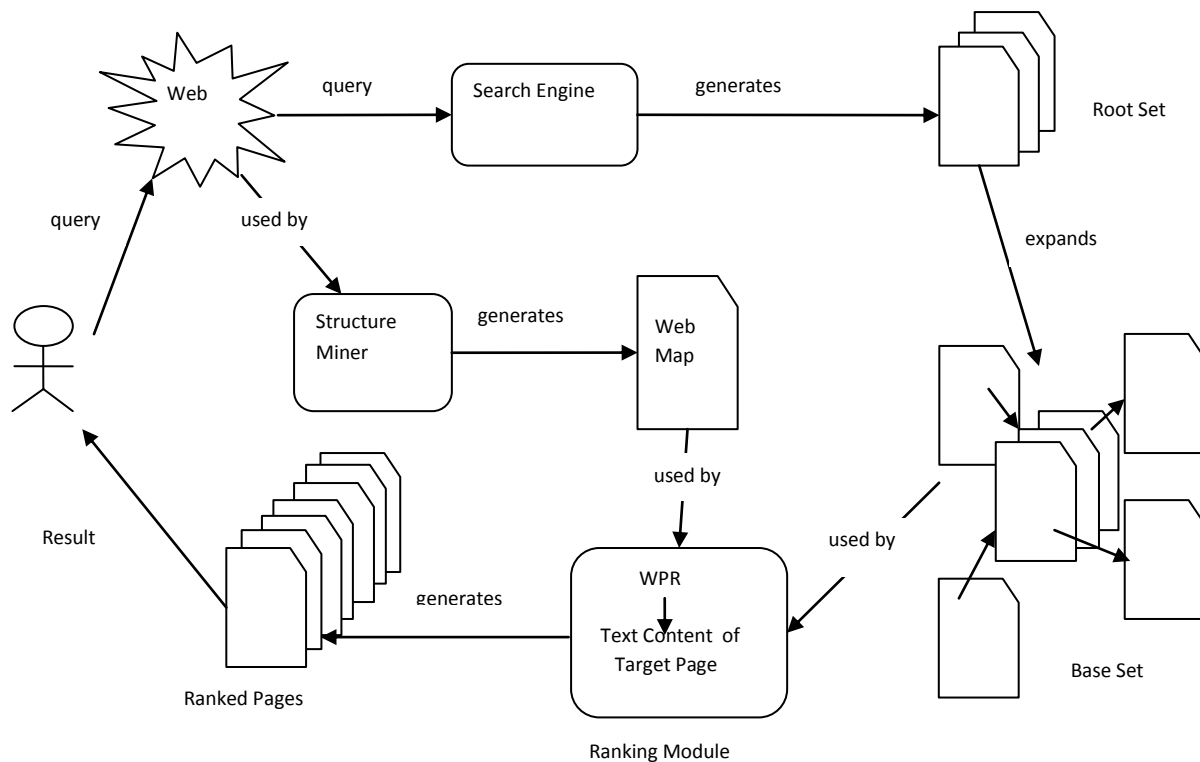 Web
query
Search Engine
generates
Root Set
query
used by
expands
Structure
Miner
generates
Web
Map
used by
Result
used by
WPR
generates
Text Content of
Target Page
Ranked Pages
Base Set
Ranking Module